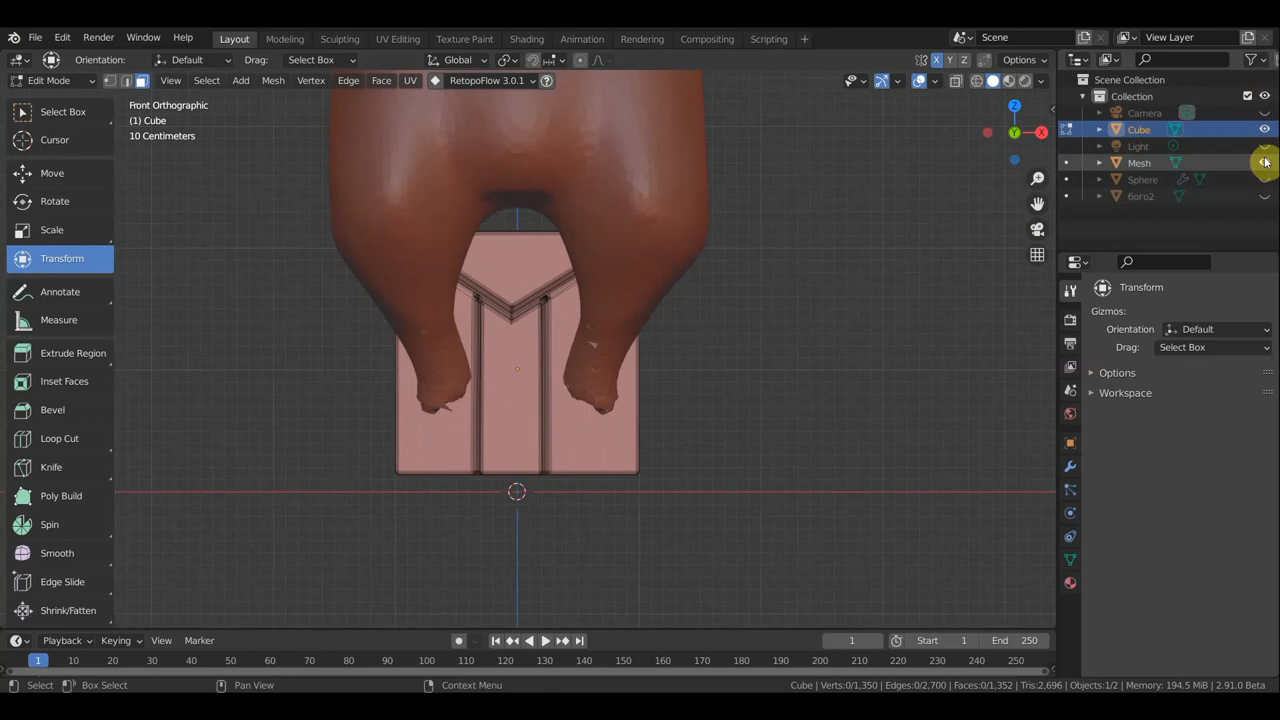 File Edit Render Window Help Layout Modeling Sculpting UV Editing Texture Paint Shading Animation Rendering Compositing Scripting + Scene View Layer
Orientation: Default Drag: Select Box Global X Y Z Options
Edit Mode View Select Add Mesh Vertex Edge Face UV RetopoFlow 3.0.1
Scene Collection
Collection
Camera
Cube
Light
Mesh
Sphere
6oro2
Front Orthographic
(1) Cube
10 Centimeters
Z
Y
X
Select Box
Cursor
Move
Rotate
Scale
Transform
Annotate
Measure
Extrude Region
Inset Faces
Bevel
Loop Cut
Knife
Poly Build
Spin
Smooth
Edge Slide
Shrink/Fatten
Transform
Gizmos:
Orientation Default
Drag: Select Box
Options
Workspace
Playback Keying View Marker 1 Start 1 End 250
1 10 20 30 40 50 60 70 80 90 100 110 120 130 140 150 160 170 180 190 200 210 220 230 240 250
Select Box Select Pan View Context Menu Cube | Verts:0/1,350 | Edges:0/2,700 | Faces:0/1,352 | Tris:2,696 | Objects:1/2 | Memory: 194.5 MiB | 2.91.0 Beta